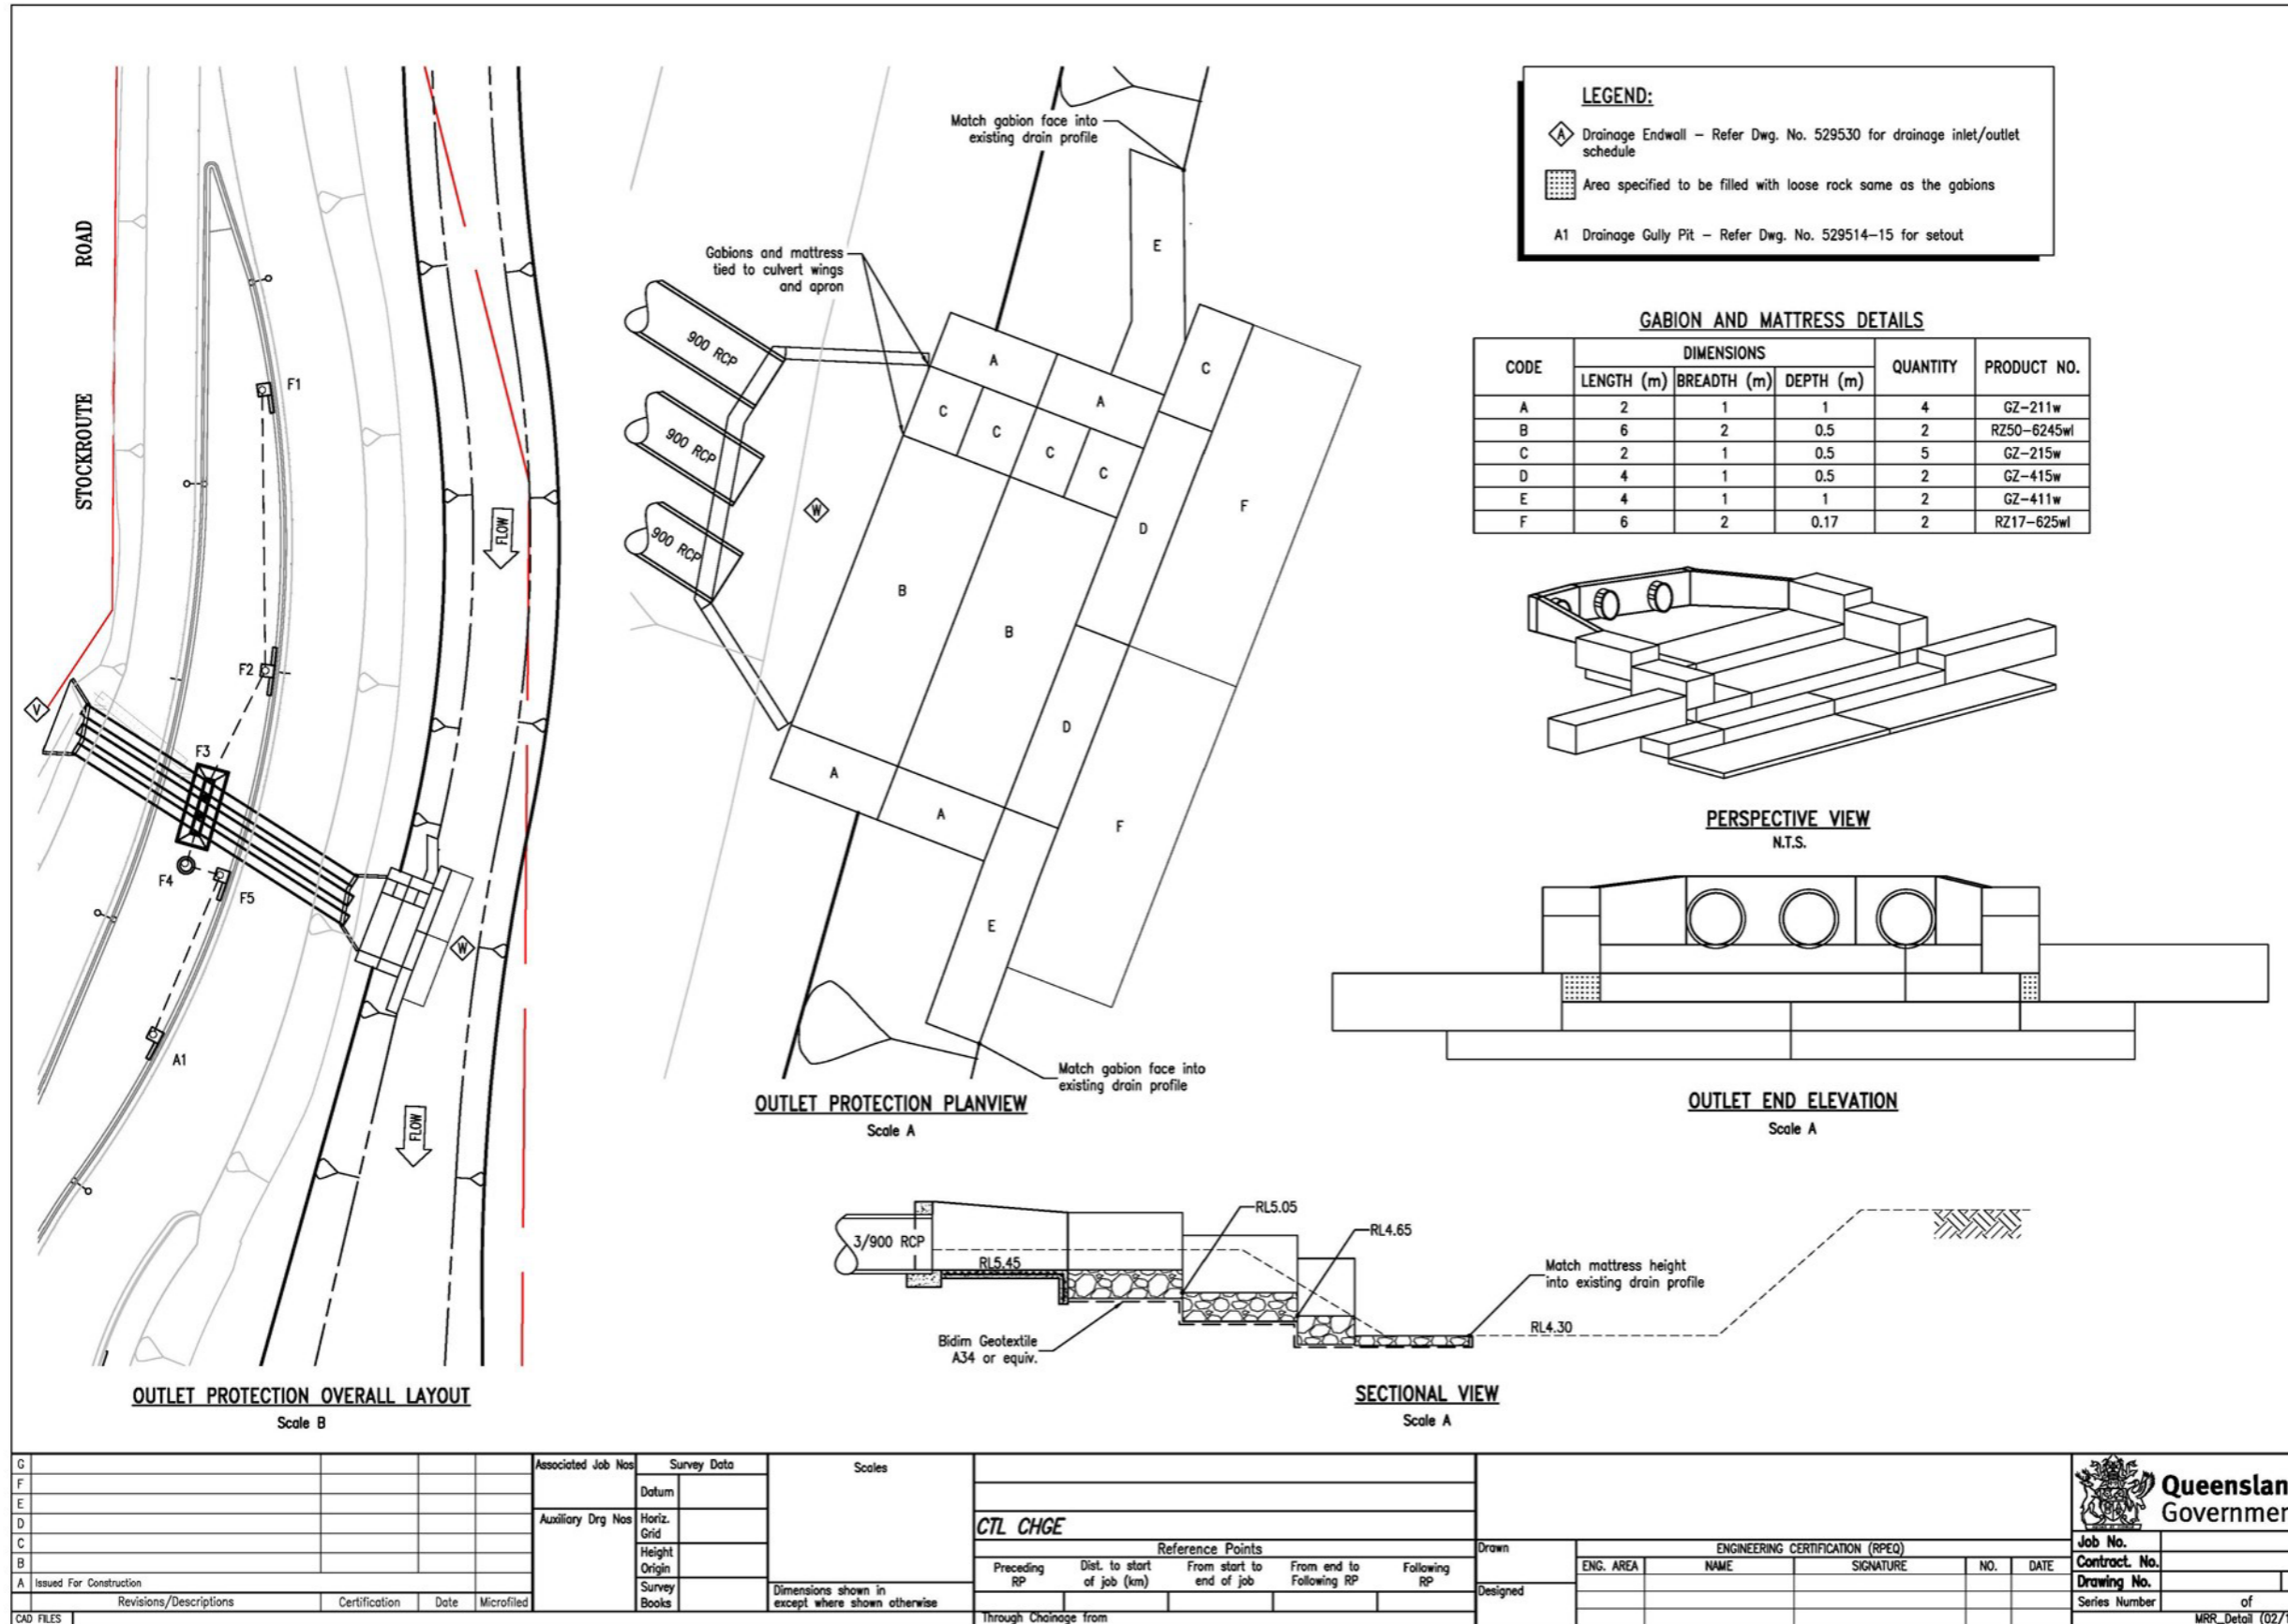 STOCKROUTE ROAD
F1
F2
V
F3
F4
F5
A1
W
FLOW
FLOW
OUTLET PROTECTION OVERALL LAYOUT
Scale B
Match gabion face into
existing drain profile
Gabions and mattress
tied to culvert wings
and apron
900 RCP
900 RCP
900 RCP
W
E
A
A
C
C
C
C
C
F
D
B
B
D
F
A
A
E
Match gabion face into
existing drain profile
OUTLET PROTECTION PLANVIEW
Scale A
LEGEND:
A Drainage Endwall – Refer Dwg. No. 529530 for drainage inlet/outlet
schedule
Area specified to be filled with loose rock same as the gabions
A1 Drainage Gully Pit – Refer Dwg. No. 529514–15 for setout
GABION AND MATTRESS DETAILS
CODE DIMENSIONS QUANTITY PRODUCT NO.
LENGTH (m) BREADTH (m) DEPTH (m)
A 2 1 1 4 GZ–211w
B 6 2 0.5 2 RZ50–6245wl
C 2 1 0.5 5 GZ–215w
D 4 1 0.5 2 GZ–415w
E 4 1 1 2 GZ–411w
F 6 2 0.17 2 RZ17–625wl
PERSPECTIVE VIEW
N.T.S.
OUTLET END ELEVATION
Scale A
3/900 RCP
RL5.45
RL5.05
RL4.65
Match mattress height
into existing drain profile
RL4.30
Bidim Geotextile
A34 or equiv.
SECTIONAL VIEW
Scale A
G
F
E
D
C
B
A Issued For Construction
Revisions/Descriptions Certification Date Microfilmed
CAD FILES
Associated Job Nos
Auxiliary Drg Nos
Survey Data
Datum
Horiz.
Grid
Height
Origin
Survey
Books
Scales
Dimensions shown in
except where shown otherwise
CTL CHGE
Reference Points
Preceding
RP
Dist. to start
of job (km)
From start to
end of job
From end to
Following RP
Following
RP
Through Chainage from
Drawn
Designed
ENGINEERING CERTIFICATION (RPEQ)
ENG. AREA NAME SIGNATURE NO. DATE
Queenslan
Governmen
Job No.
Contract. No.
Drawing No.
Series Number of
MRR_Detail (02/1